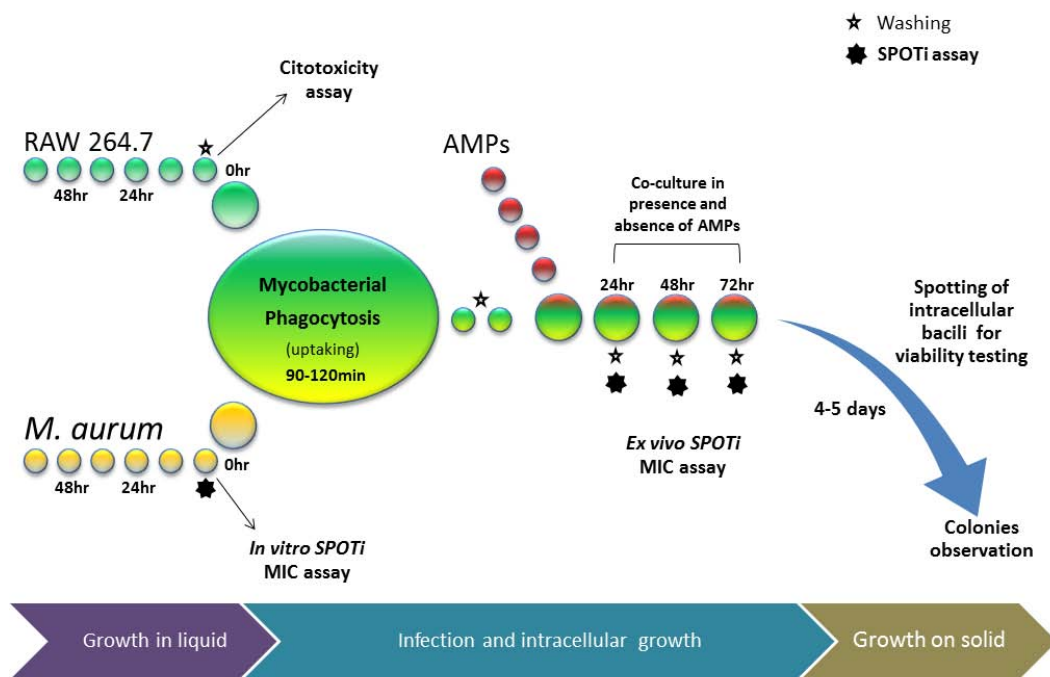 Washing
SPOTi assay
Citotoxicity
assay
RAW 264.7
0hr
48hr
24hr
AMPs
Co-culture in
presence and
absence of AMPs
24hr
48hr
72hr
Mycobacterial
Phagocytosis
(uptaking)
90-120min
Spotting of
intracellular
bacili for
viability testing
4-5 days
M. aurum
0hr
48hr
24hr
Ex vivo SPOTi
MIC assay
In vitro SPOTi
MIC assay
Colonies
observation
Growth in liquid
Infection and intracellular growth
Growth on solid